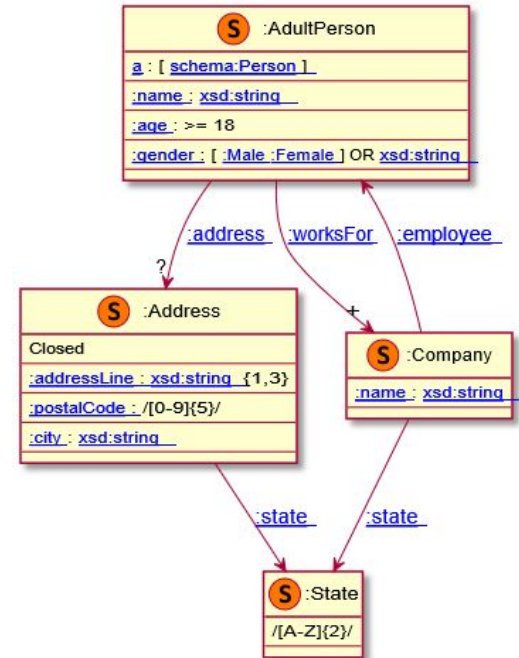 S :AdultPerson
a : [ schema:Person ]
:name : xsd:string
:age : >= 18
:gender : [ :Male :Female ] OR xsd:string
:address :worksFor :employee
? +
S :Address
Closed
:addressLine : xsd:string {1,3}
:postalCode : /[0-9]{5}/
:city : xsd:string
S :Company
:name : xsd:string
:state :state
S :State
/[A-Z]{2}/